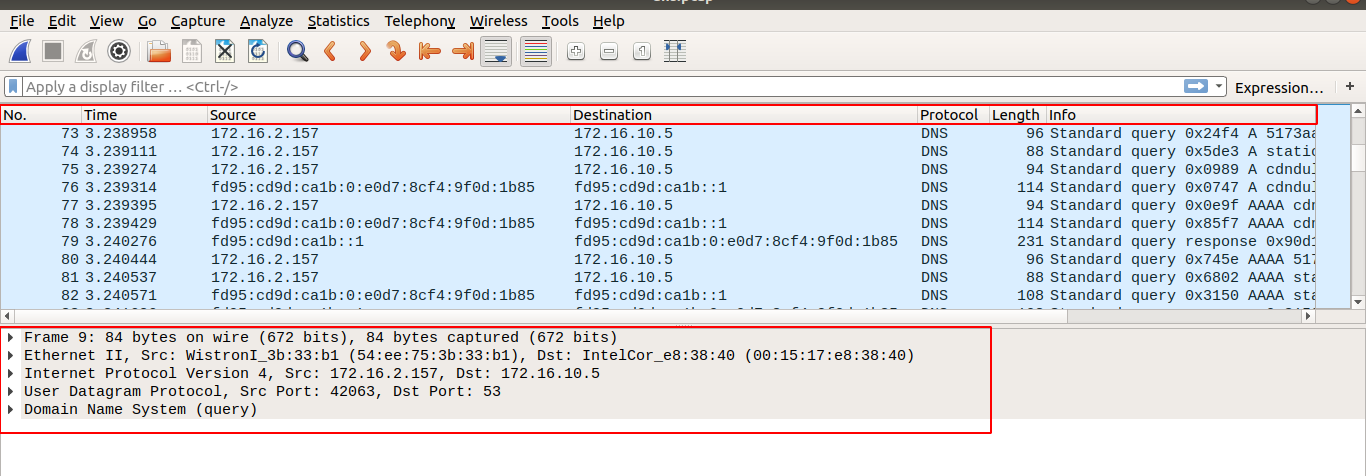 File Edit View Go Capture Analyze Statistics Telephony Wireless Tools Help
Apply a display filter … <Ctrl-/> Expression… +
No. Time Source Destination Protocol Length Info
73 3.238958 172.16.2.157 172.16.10.5 DNS 96 Standard query 0x24f4 A 5173aa
74 3.239111 172.16.2.157 172.16.10.5 DNS 88 Standard query 0x5de3 A static
75 3.239274 172.16.2.157 172.16.10.5 DNS 94 Standard query 0x0989 A cdndul
76 3.239314 fd95:cd9d:ca1b:0:e0d7:8cf4:9f0d:1b85 fd95:cd9d:ca1b::1 DNS 114 Standard query 0x0747 A cdndul
77 3.239395 172.16.2.157 172.16.10.5 DNS 94 Standard query 0x0e9f AAAA cdn
78 3.239429 fd95:cd9d:ca1b:0:e0d7:8cf4:9f0d:1b85 fd95:cd9d:ca1b::1 DNS 114 Standard query 0x85f7 AAAA cdn
79 3.240276 fd95:cd9d:ca1b::1 fd95:cd9d:ca1b:0:e0d7:8cf4:9f0d:1b85 DNS 231 Standard query response 0x90d1
80 3.240444 172.16.2.157 172.16.10.5 DNS 96 Standard query 0x745e AAAA 517
81 3.240537 172.16.2.157 172.16.10.5 DNS 88 Standard query 0x6802 AAAA sta
82 3.240571 fd95:cd9d:ca1b:0:e0d7:8cf4:9f0d:1b85 fd95:cd9d:ca1b::1 DNS 108 Standard query 0x3150 AAAA sta
Frame 9: 84 bytes on wire (672 bits), 84 bytes captured (672 bits)
Ethernet II, Src: WistronI_3b:33:b1 (54:ee:75:3b:33:b1), Dst: IntelCor_e8:38:40 (00:15:17:e8:38:40)
Internet Protocol Version 4, Src: 172.16.2.157, Dst: 172.16.10.5
User Datagram Protocol, Src Port: 42063, Dst Port: 53
Domain Name System (query)